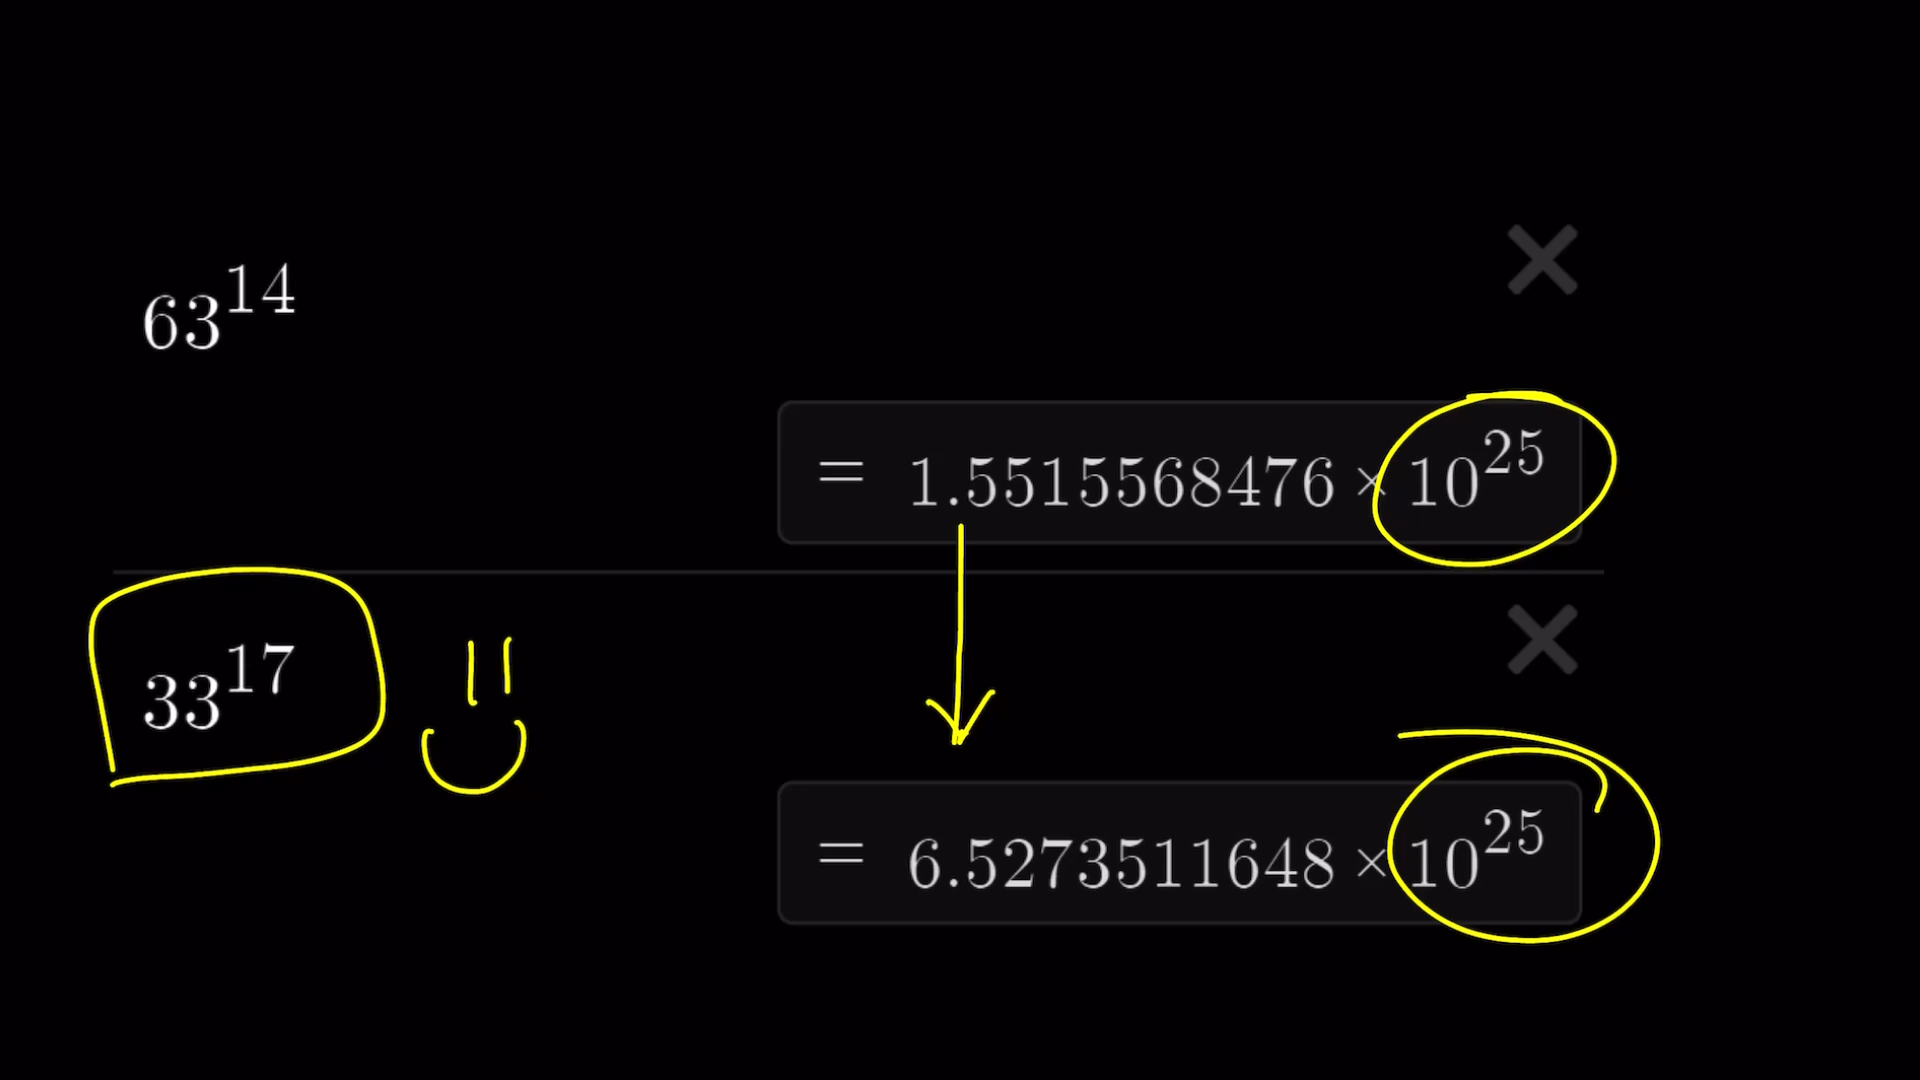 63^14
= 1.5515568476 × 10^25
33^17
= 6.5273511648 × 10^25